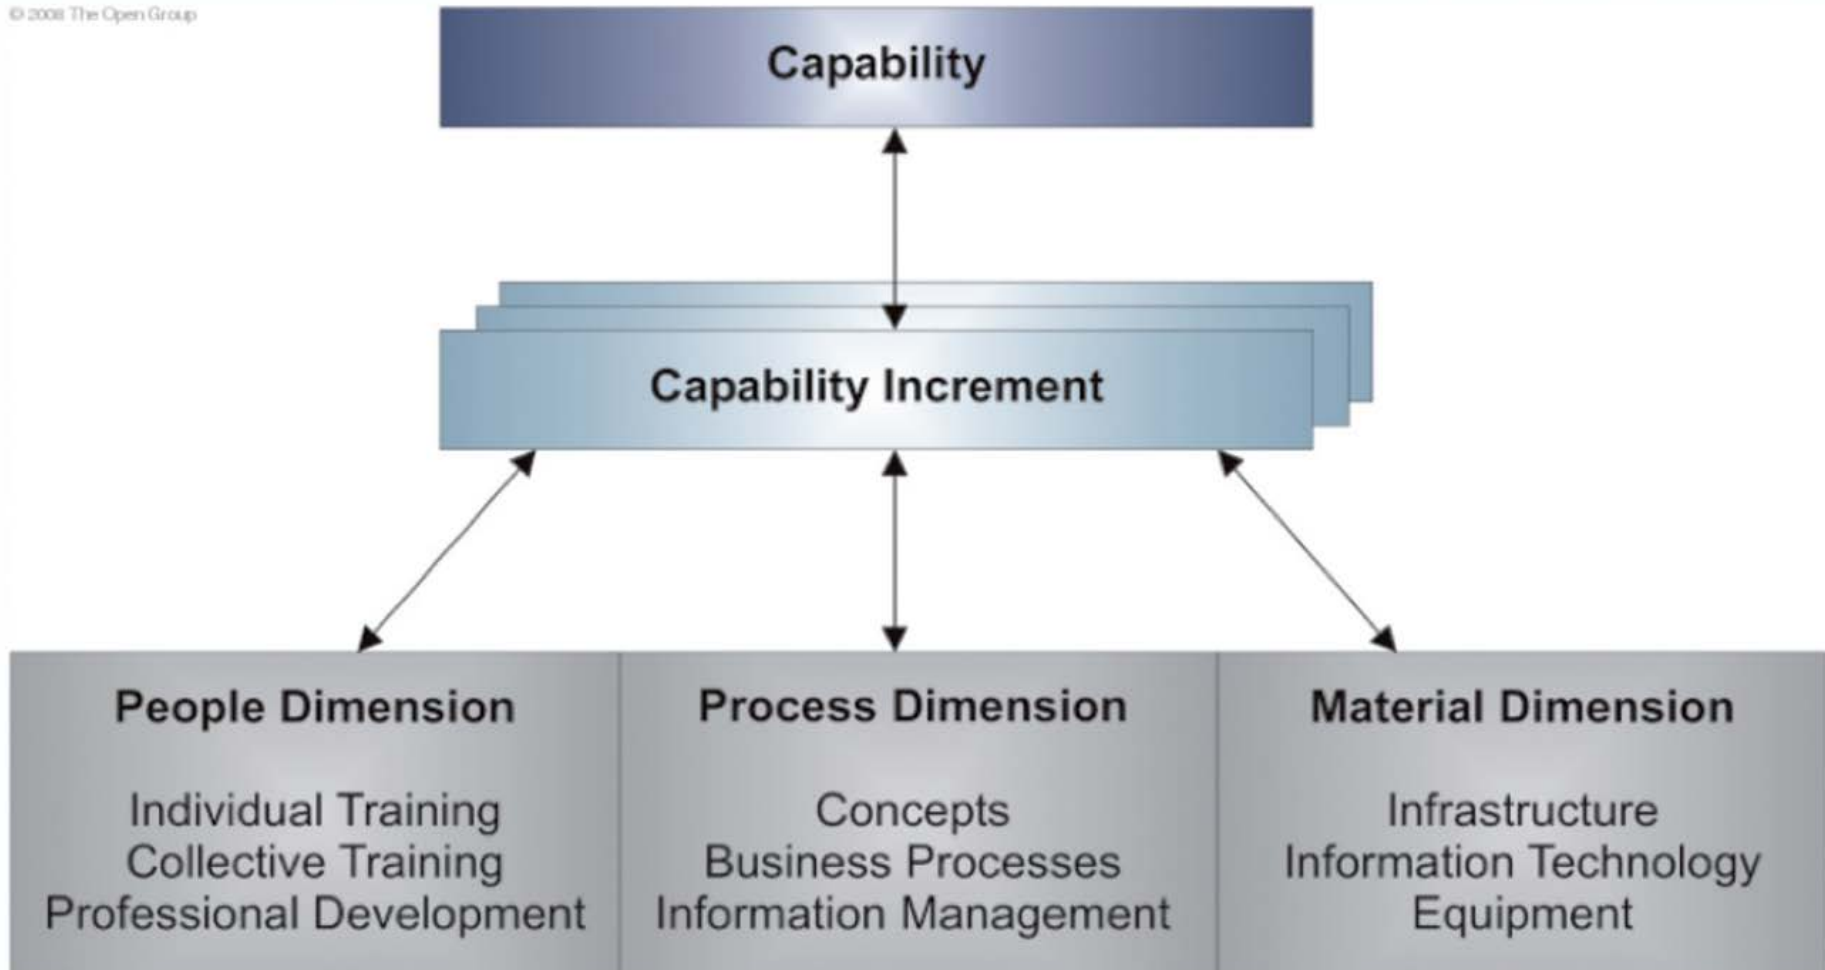 © 2008 The Open Group
Capability
Capability Increment
People Dimension
Individual Training
Collective Training
Professional Development
Process Dimension
Concepts
Business Processes
Information Management
Material Dimension
Infrastructure
Information Technology
Equipment